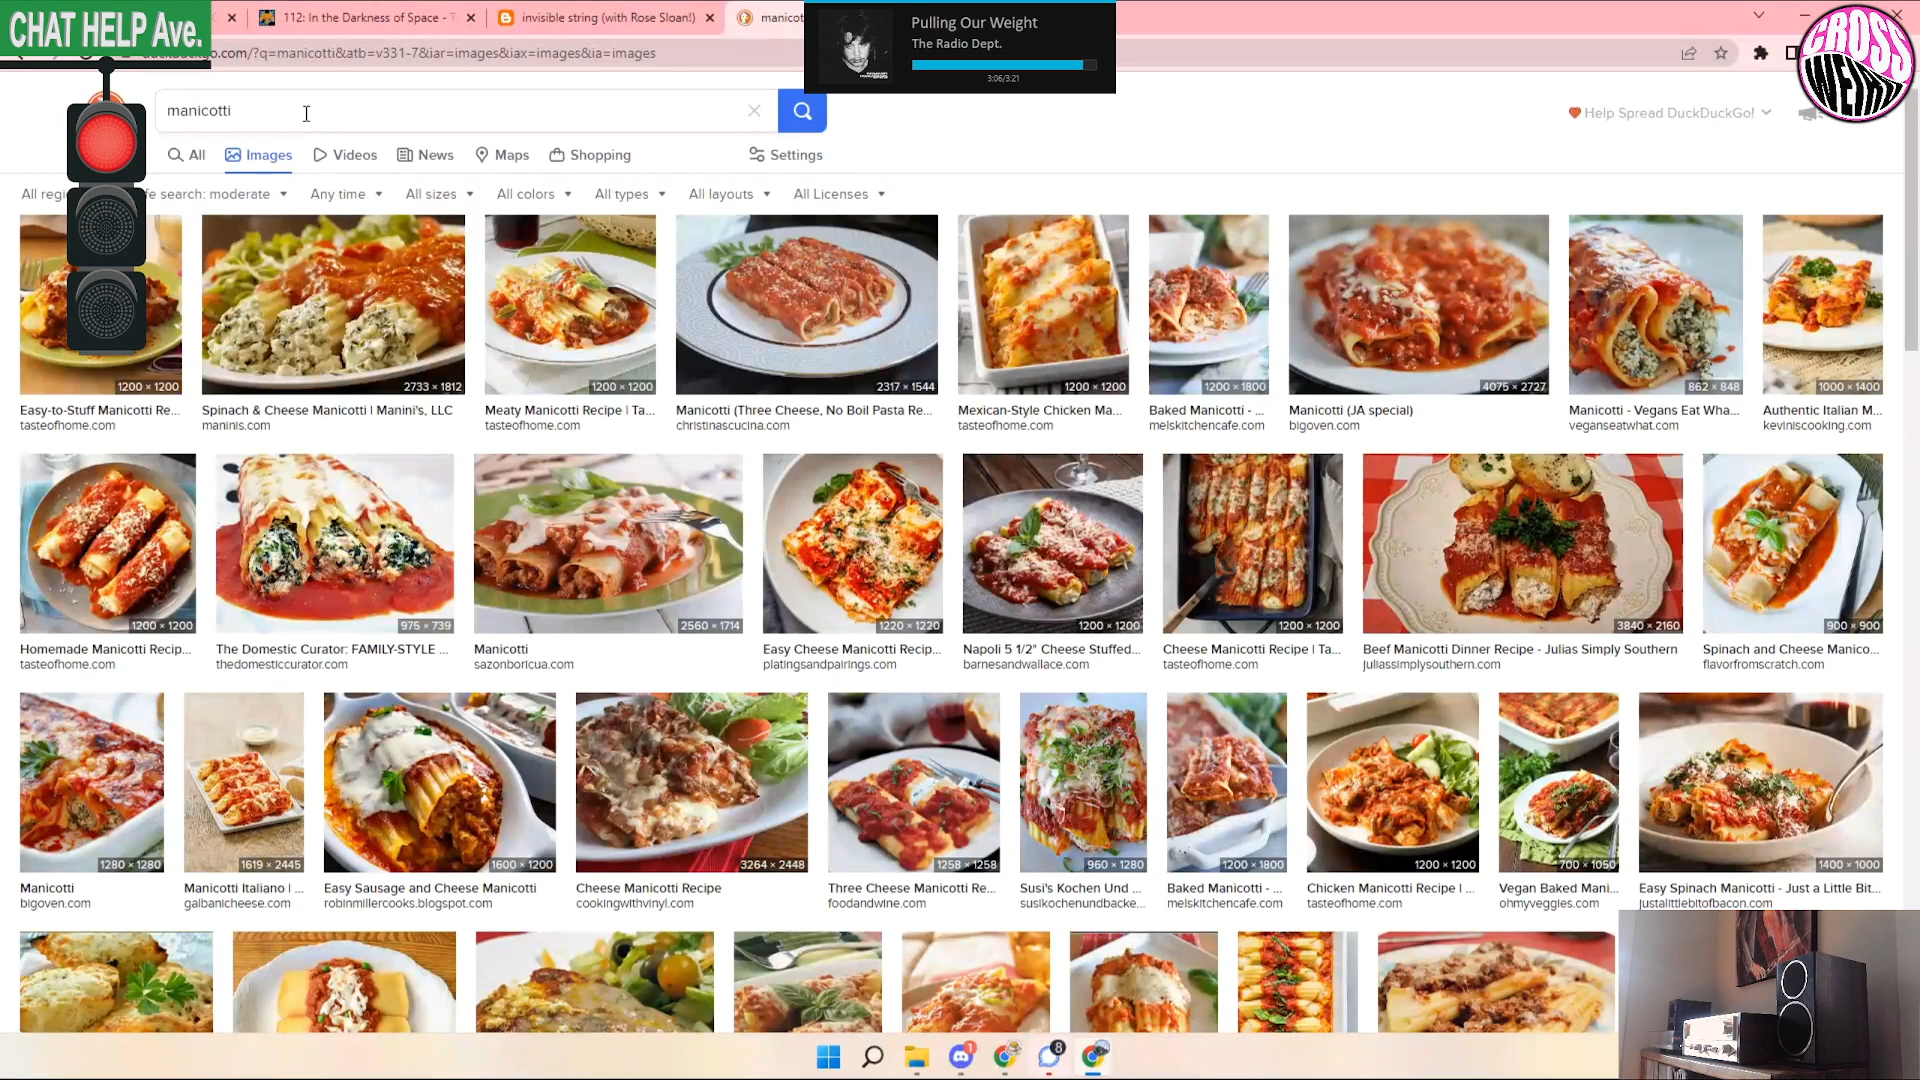 CHAT HELP Ave.
112: In the Darkness of Space - T
invisible string (with Rose Sloan!)
manicot
Pulling Our Weight
The Radio Dept.
3:06/3:21
CROSS
WEIRD
.com/?q=manicotti&atb=v331-7&iar=images&iax=images&ia=images
manicotti
Help Spread DuckDuckGo!
All
Images
Videos
News
Maps
Shopping
Settings
All regi
fe search: moderate
Any time
All sizes
All colors
All types
All layouts
All Licenses
1200 × 1200
2733 × 1812
1200 × 1200
2317 × 1544
1200 × 1200
1200 × 1800
4075 × 2727
862 × 848
1000 × 1400
Easy-to-Stuff Manicotti Re...
Spinach & Cheese Manicotti | Manini's, LLC
Meaty Manicotti Recipe | Ta...
Manicotti (Three Cheese, No Boil Pasta Re...
Mexican-Style Chicken Ma...
Baked Manicotti - ...
Manicotti (JA special)
Manicotti - Vegans Eat Wha...
Authentic Italian M...
tasteofhome.com
maninis.com
tasteofhome.com
christinascucina.com
tasteofhome.com
melskitchencafe.com
bigoven.com
veganseatwhat.com
keviniscooking.com
1200 × 1200
975 × 739
2560 × 1714
1220 × 1220
1200 × 1200
1200 × 1200
3840 × 2160
900 × 900
Homemade Manicotti Recip...
The Domestic Curator: FAMILY-STYLE ...
Manicotti
Easy Cheese Manicotti Recip...
Napoli 5 1/2" Cheese Stuffed...
Cheese Manicotti Recipe | Ta...
Beef Manicotti Dinner Recipe - Julias Simply Southern
Spinach and Cheese Manico...
tasteofhome.com
thedomesticcurator.com
sazonboricua.com
platingsandpairings.com
barnesandwallace.com
tasteofhome.com
juliassimplysouthern.com
flavorfromscratch.com
1280 × 1280
1619 × 2445
1600 × 1200
3264 × 2448
1258 × 1258
960 × 1280
1200 × 1800
1200 × 1200
700 × 1050
1400 × 1000
Manicotti
Manicotti Italiano | ...
Easy Sausage and Cheese Manicotti
Cheese Manicotti Recipe
Three Cheese Manicotti Re...
Susi's Kochen Und ...
Baked Manicotti - ...
Chicken Manicotti Recipe | ...
Vegan Baked Mani...
Easy Spinach Manicotti - Just a Little Bit...
bigoven.com
galbanicheese.com
robinmillercooks.blogspot.com
cookingwithvinyl.com
foodandwine.com
susikochenundbacke...
melskitchencafe.com
tasteofhome.com
ohmyveggies.com
justalittlebitofbacon.com
1
8